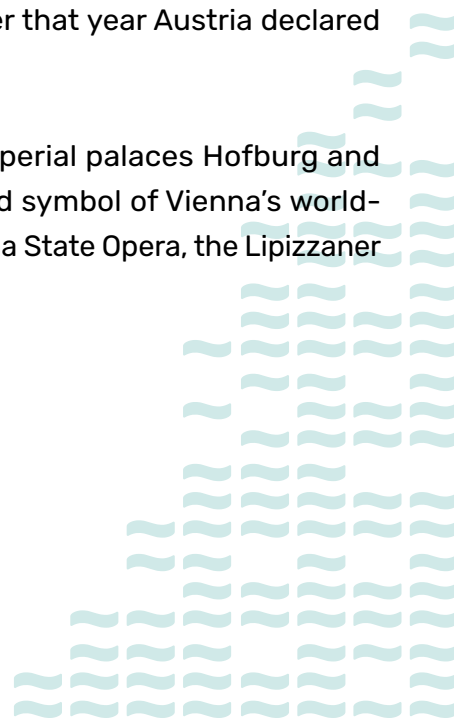 er that year Austria declared
perial palaces Hofburg and
d symbol of Vienna's world-
a State Opera, the Lipizzaner